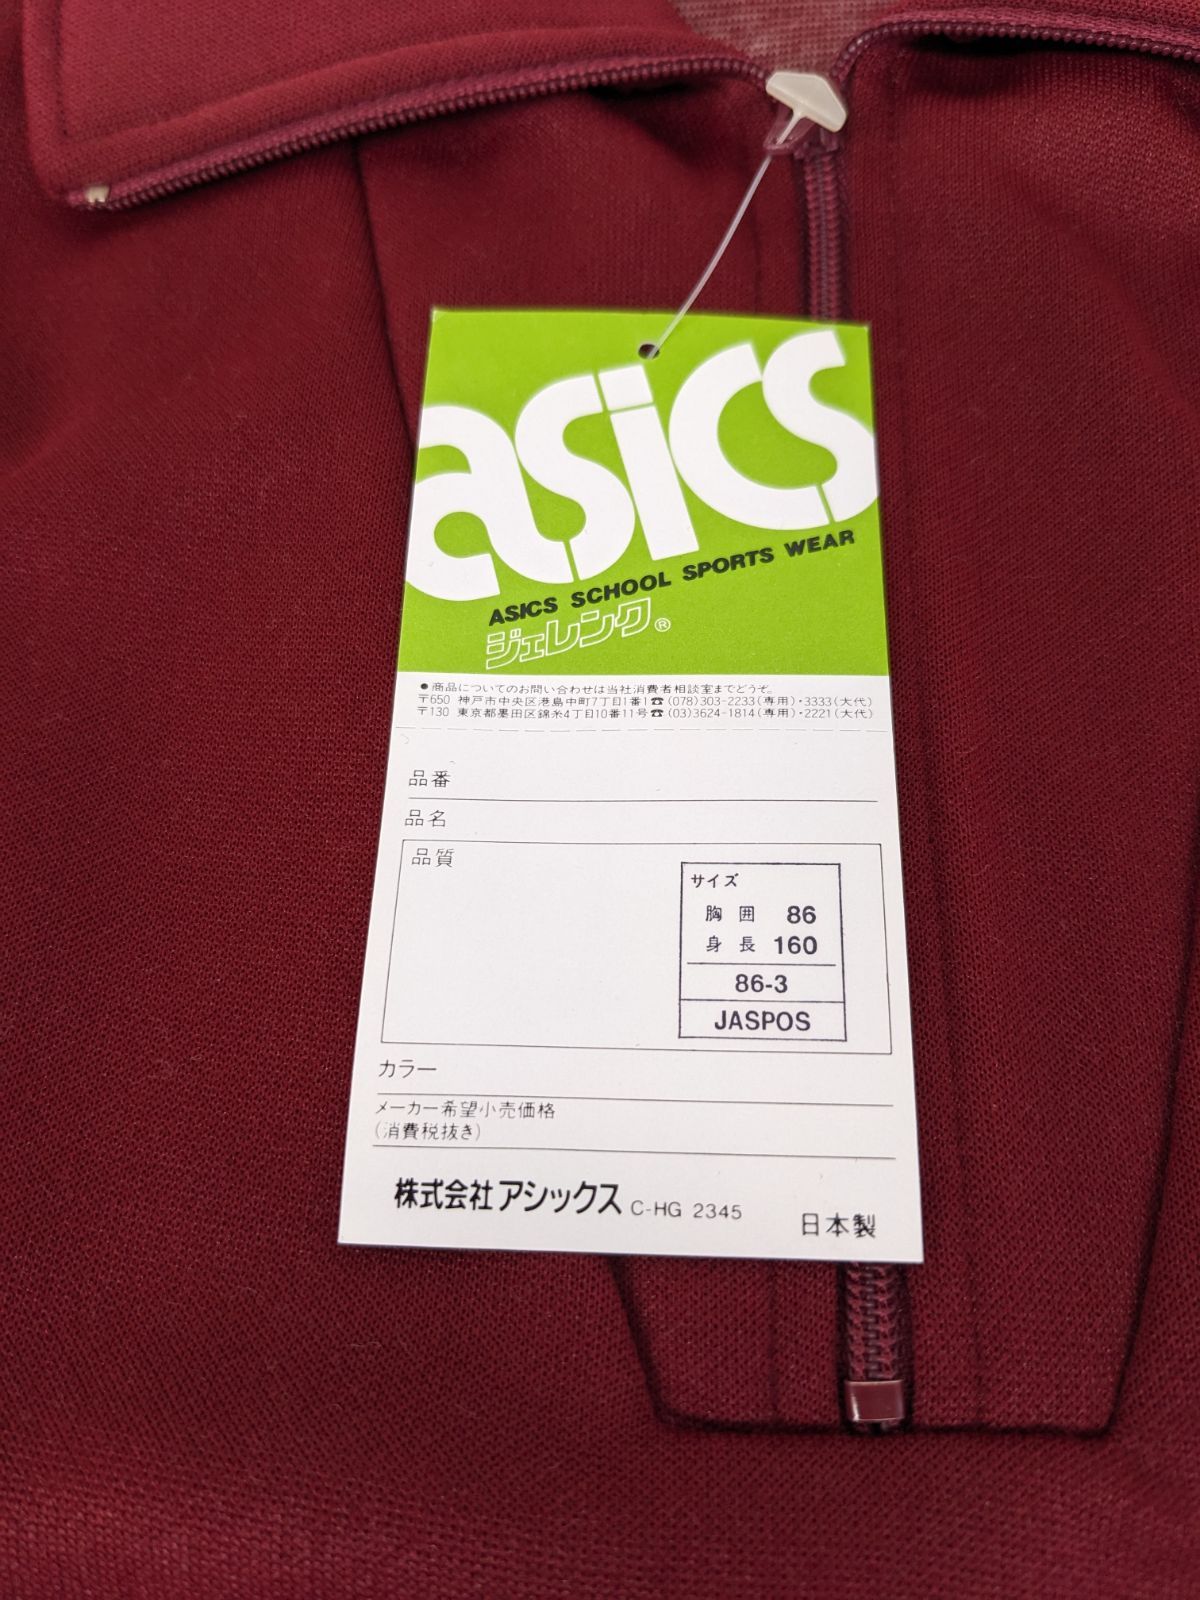 asics
ASICS SCHOOL SPORTS WEAR
ジェレンク®
●商品についてのお問い合わせは当社消費者相談室までどうぞ。
〒650 神戸市中央区港島中町7丁目1番1☎(078)303-2233(専用)・3333(大代)
〒130 東京都墨田区錦糸4丁目10番11号☎(03)3624-1814(専用)・2221(大代)
品番
品名
品質
サイズ
胸囲 86
身長 160
86-3
JASPOS
カラー
メーカー希望小売価格
(消費税抜き)
株式会社アシックス C-HG 2345
日本製